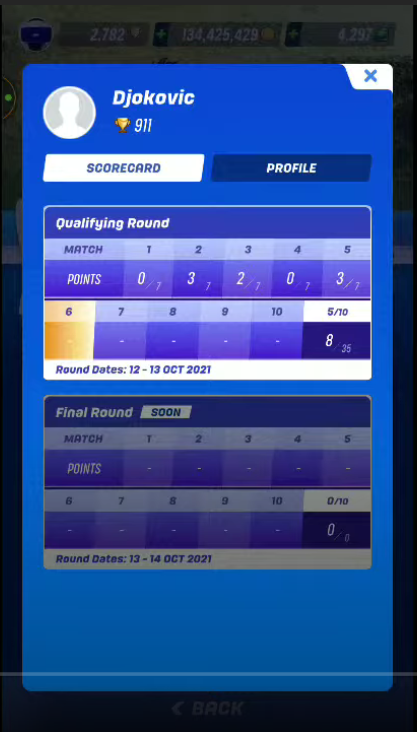 2,782 134,425,429 4,297
Djokovic
911
SCORECARD PROFILE
Qualifying Round
MATCH 1 2 3 4 5
POINTS 0/7 3/7 2/7 0/7 3/7
6 7 8 9 10 5/10
- - - - - 8/35
Round Dates: 12 - 13 OCT 2021
Final Round SOON
MATCH 1 2 3 4 5
POINTS - - - - -
6 7 8 9 10 0/10
- - - - - 0/0
Round Dates: 13 - 14 OCT 2021
< BACK